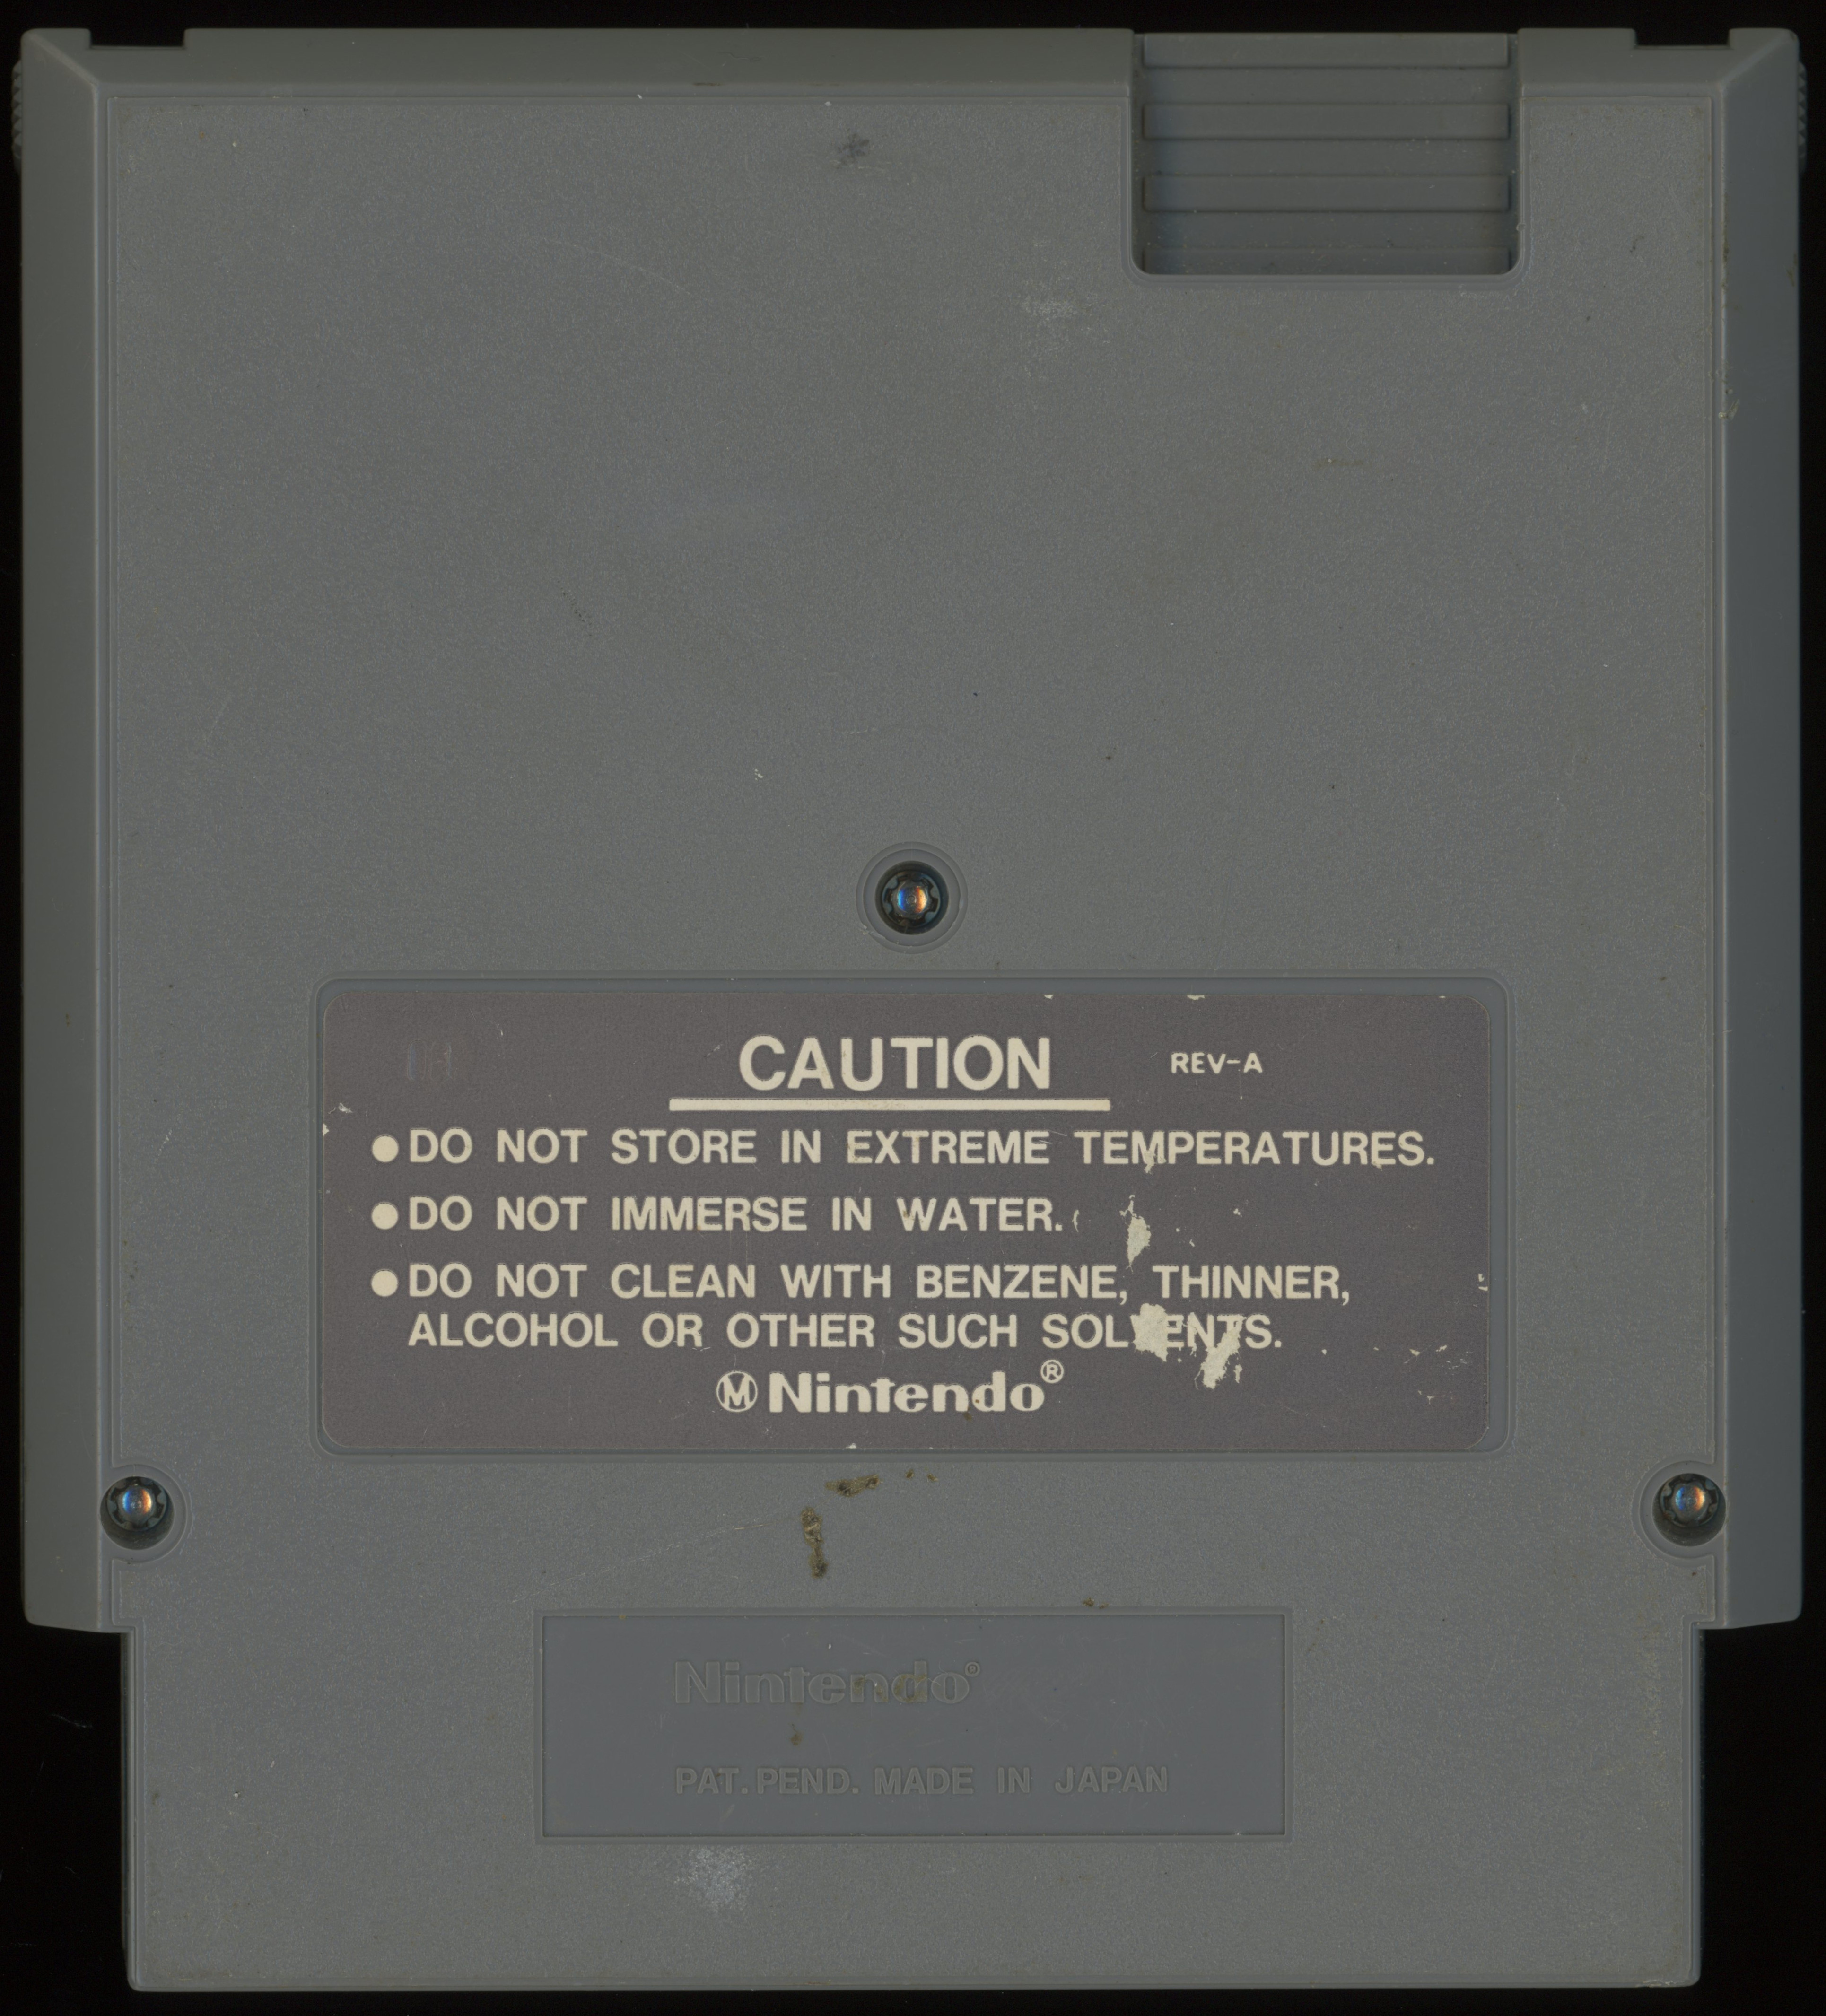 CAUTION REV-A
●DO NOT STORE IN EXTREME TEMPERATURES.
●DO NOT IMMERSE IN WATER.
●DO NOT CLEAN WITH BENZENE, THINNER,
ALCOHOL OR OTHER SUCH SOLVENTS.
Ⓜ Nintendo®
Nintendo®
PAT. PEND. MADE IN JAPAN